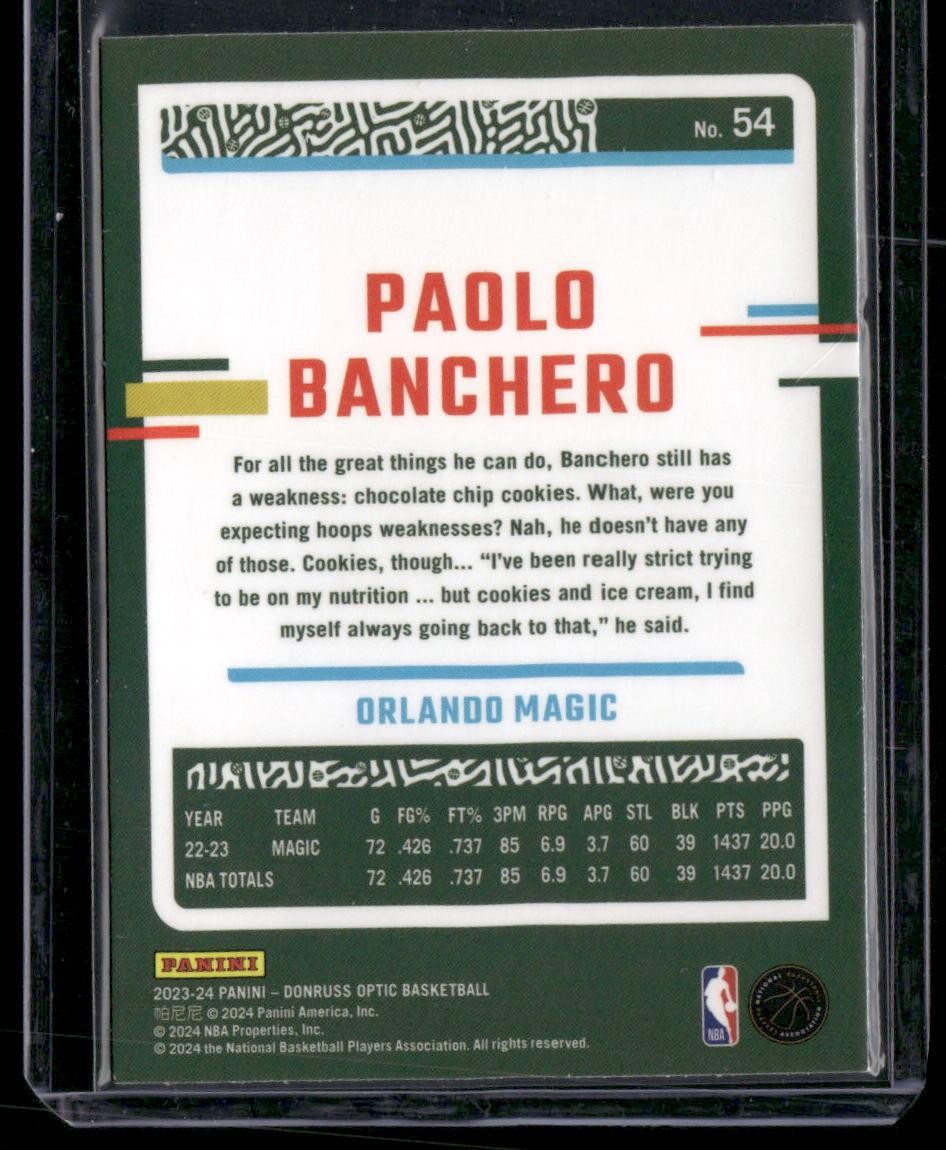 No. 54
PAOLO
BANCHERO
For all the great things he can do, Banchero still has
a weakness: chocolate chip cookies. What, were you
expecting hoops weaknesses? Nah, he doesn't have any
of those. Cookies, though... “I've been really strict trying
to be on my nutrition ... but cookies and ice cream, I find
myself always going back to that,” he said.
ORLANDO MAGIC
YEAR TEAM G FG% FT% 3PM RPG APG STL BLK PTS PPG
22-23 MAGIC 72 .426 .737 85 6.9 3.7 60 39 1437 20.0
NBA TOTALS 72 .426 .737 85 6.9 3.7 60 39 1437 20.0
PANINI
2023-24 PANINI – DONRUSS OPTIC BASKETBALL
帕尼尼 © 2024 Panini America, Inc.
© 2024 NBA Properties, Inc.
© 2024 the National Basketball Players Association. All rights reserved.
NBA
NATIONAL BASKETBALL PLAYERS ASSOCIATION